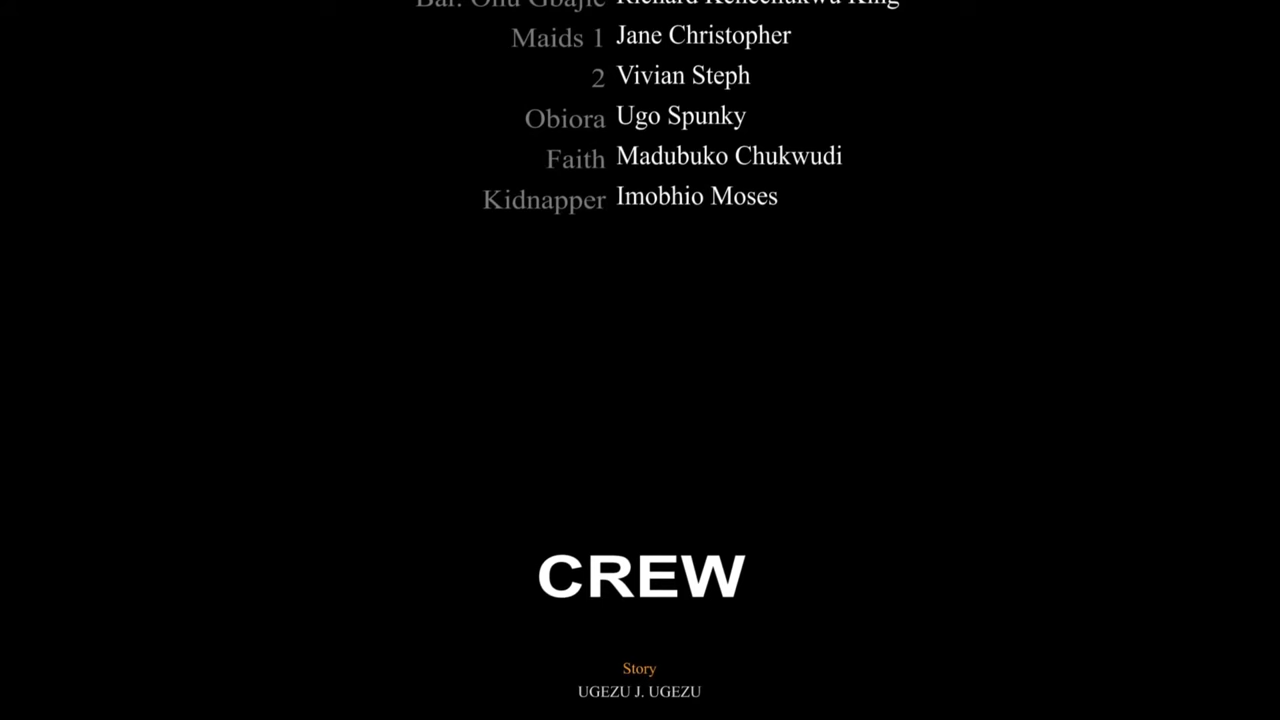 Maids 1 Jane Christopher
2 Vivian Steph
Obiora Ugo Spunky
Faith Madubuko Chukwudi
Kidnapper Imobhio Moses
CREW
Story
UGEZU J. UGEZU